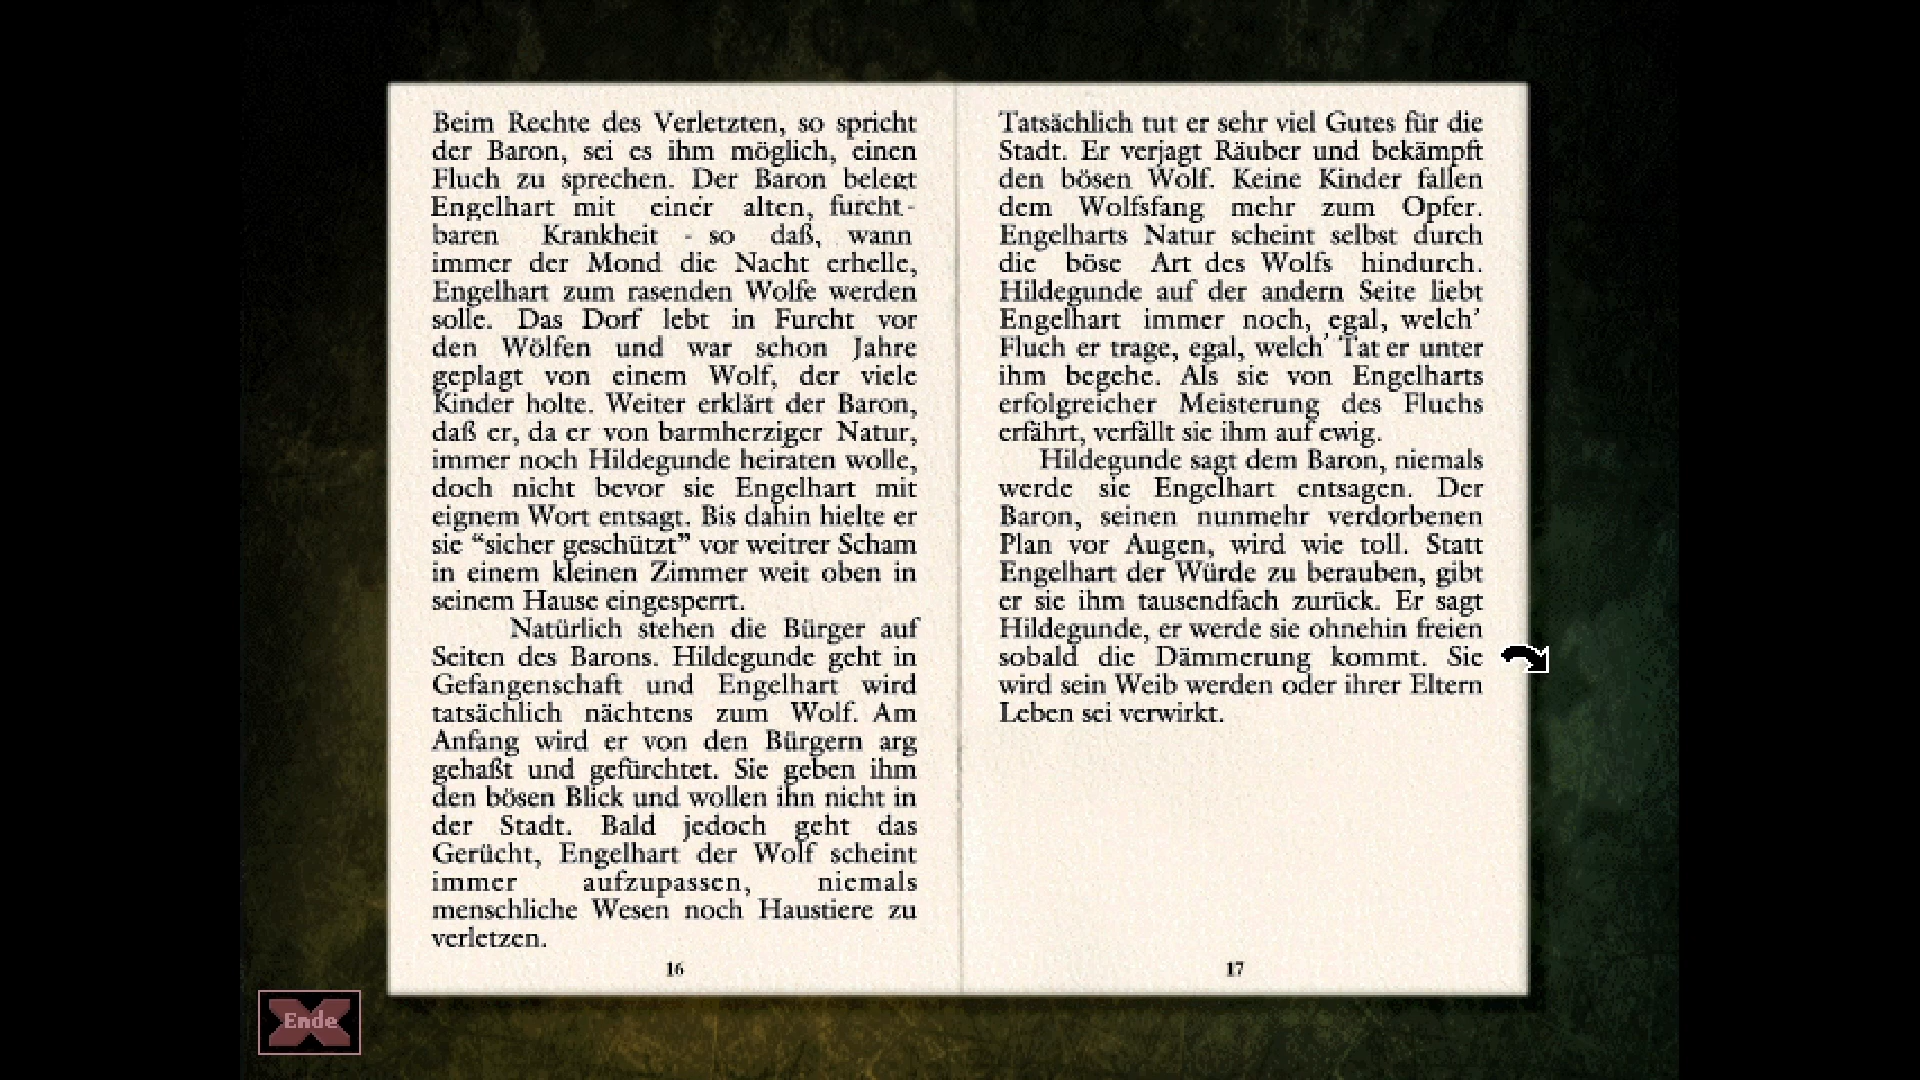 Beim Rechte des Verletzten, so spricht
der Baron, sei es ihm möglich, einen
Fluch zu sprechen. Der Baron belegt
Engelhart mit einer alten, furcht-
baren Krankheit - so daß, wann
immer der Mond die Nacht erhelle,
Engelhart zum rasenden Wolfe werden
solle. Das Dorf lebt in Furcht vor
den Wölfen und war schon Jahre
geplagt von einem Wolf, der viele
Kinder holte. Weiter erklärt der Baron,
daß er, da er von barmherziger Natur,
immer noch Hildegunde heiraten wolle,
doch nicht bevor sie Engelhart mit
eignem Wort entsagt. Bis dahin hielte er
sie “sicher geschützt” vor weitrer Scham
in einem kleinen Zimmer weit oben in
seinem Hause eingesperrt.
Natürlich stehen die Bürger auf
Seiten des Barons. Hildegunde geht in
Gefangenschaft und Engelhart wird
tatsächlich nächtens zum Wolf. Am
Anfang wird er von den Bürgern arg
gehaßt und gefürchtet. Sie geben ihm
den bösen Blick und wollen ihn nicht in
der Stadt. Bald jedoch geht das
Gerücht, Engelhart der Wolf scheint
immer aufzupassen, niemals
menschliche Wesen noch Haustiere zu
verletzen.
16
Tatsächlich tut er sehr viel Gutes für die
Stadt. Er verjagt Räuber und bekämpft
den bösen Wolf. Keine Kinder fallen
dem Wolfsfang mehr zum Opfer.
Engelharts Natur scheint selbst durch
die böse Art des Wolfs hindurch.
Hildegunde auf der andern Seite liebt
Engelhart immer noch, egal, welch’
Fluch er trage, egal, welch’ Tat er unter
ihm begehe. Als sie von Engelharts
erfolgreicher Meisterung des Fluchs
erfährt, verfällt sie ihm auf ewig.
Hildegunde sagt dem Baron, niemals
werde sie Engelhart entsagen. Der
Baron, seinen nunmehr verdorbenen
Plan vor Augen, wird wie toll. Statt
Engelhart der Würde zu berauben, gibt
er sie ihm tausendfach zurück. Er sagt
Hildegunde, er werde sie ohnehin freien
sobald die Dämmerung kommt. Sie
wird sein Weib werden oder ihrer Eltern
Leben sei verwirkt.
17
Ende